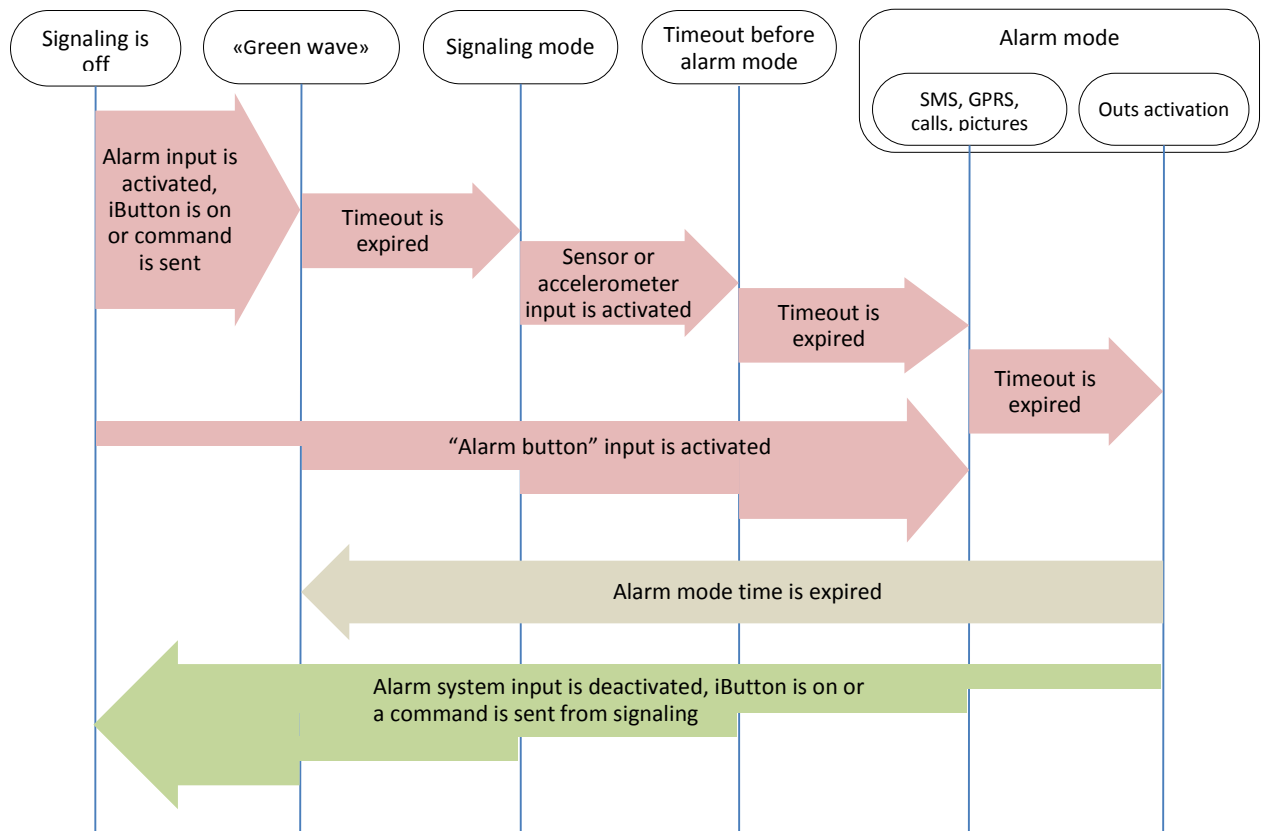 Signaling is
off
«Green wave»
Signaling mode
Timeout before
alarm mode
Alarm mode
SMS, GPRS,
calls, pictures
Outs activation
Alarm input is
activated,
iButton is on
or command
is sent
Timeout is
expired
Sensor or
accelerometer
input is activated
Timeout is
expired
Timeout is
expired
“Alarm button” input is activated
Alarm mode time is expired
Alarm system input is deactivated, iButton is on or
a command is sent from signaling